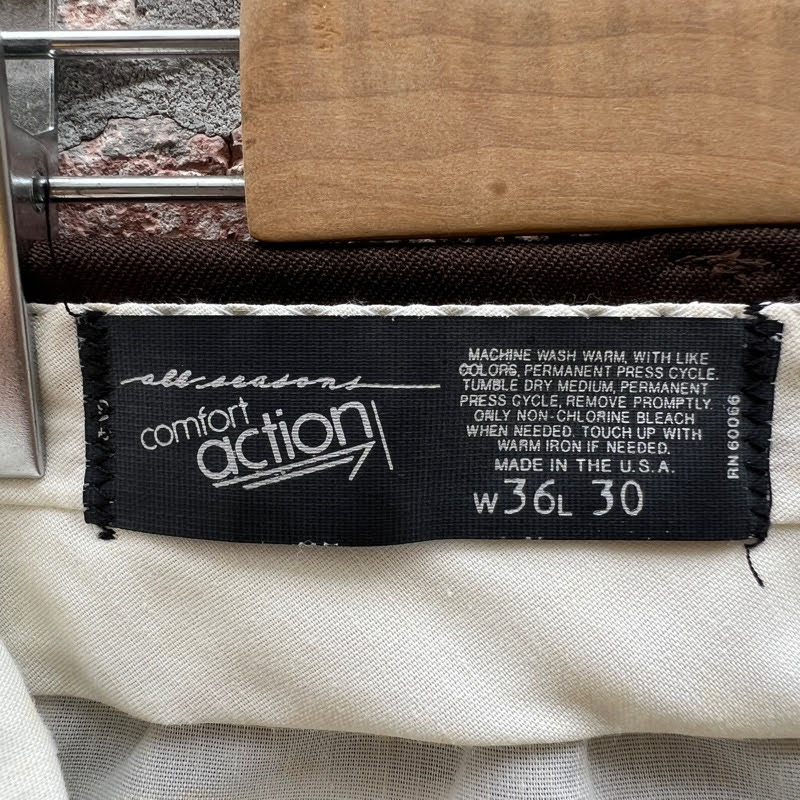 all seasons
comfort
action
MACHINE WASH WARM, WITH LIKE
COLORS, PERMANENT PRESS CYCLE.
TUMBLE DRY MEDIUM, PERMANENT
PRESS CYCLE, REMOVE PROMPTLY.
ONLY NON-CHLORINE BLEACH
WHEN NEEDED. TOUCH UP WITH
WARM IRON IF NEEDED.
MADE IN THE U.S.A.
W36L 30
RN 60066